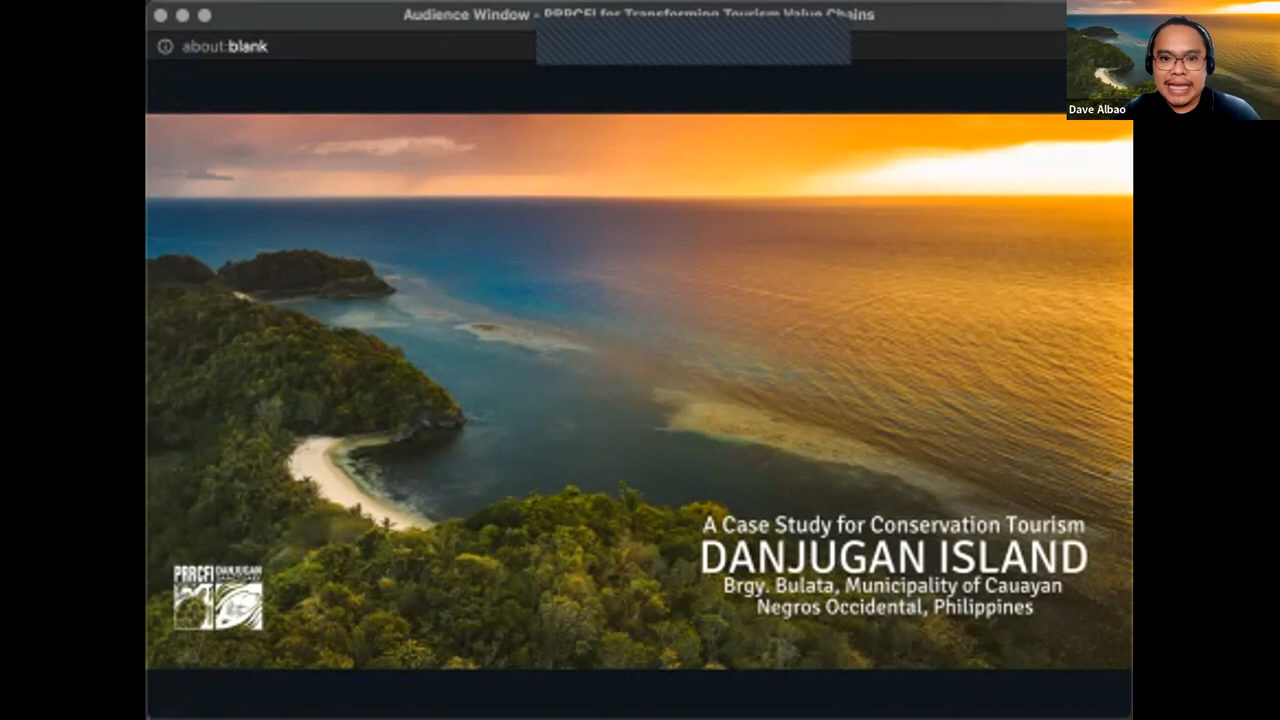 Audience Window - PRRCFI for Transforming Tourism Value Chains
about:blank
Dave Albao
A Case Study for Conservation Tourism
DANJUGAN ISLAND
Brgy. Bulata, Municipality of Cauayan
Negros Occidental, Philippines
PRRCFI DANJUGAN